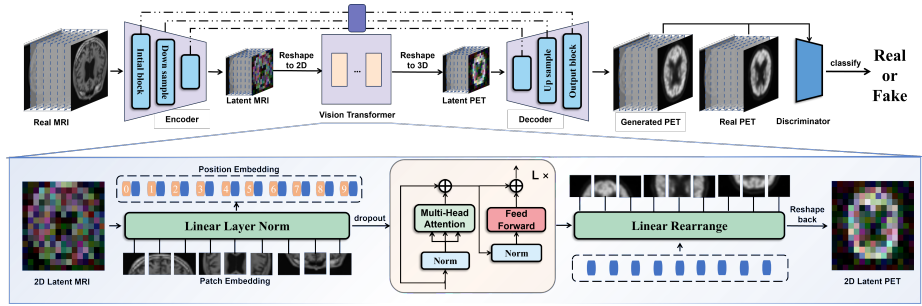 Real MRI
Initial block
Down sample
Encoder
Latent MRI
Reshape
to 2D
...
Vision Transformer
Reshape
to 3D
Latent PET
Up sample
Output block
Decoder
Generated PET
Real PET
Discriminator
classify
Real
or
Fake
2D Latent MRI
Position Embedding
0 1 2 3 4 5 6 7 8 9
Linear Layer Norm
Patch Embedding
dropout
L ×
Multi-Head
Attention
Norm
Feed
Forward
Norm
Linear Rearrange
Reshape
back
2D Latent PET